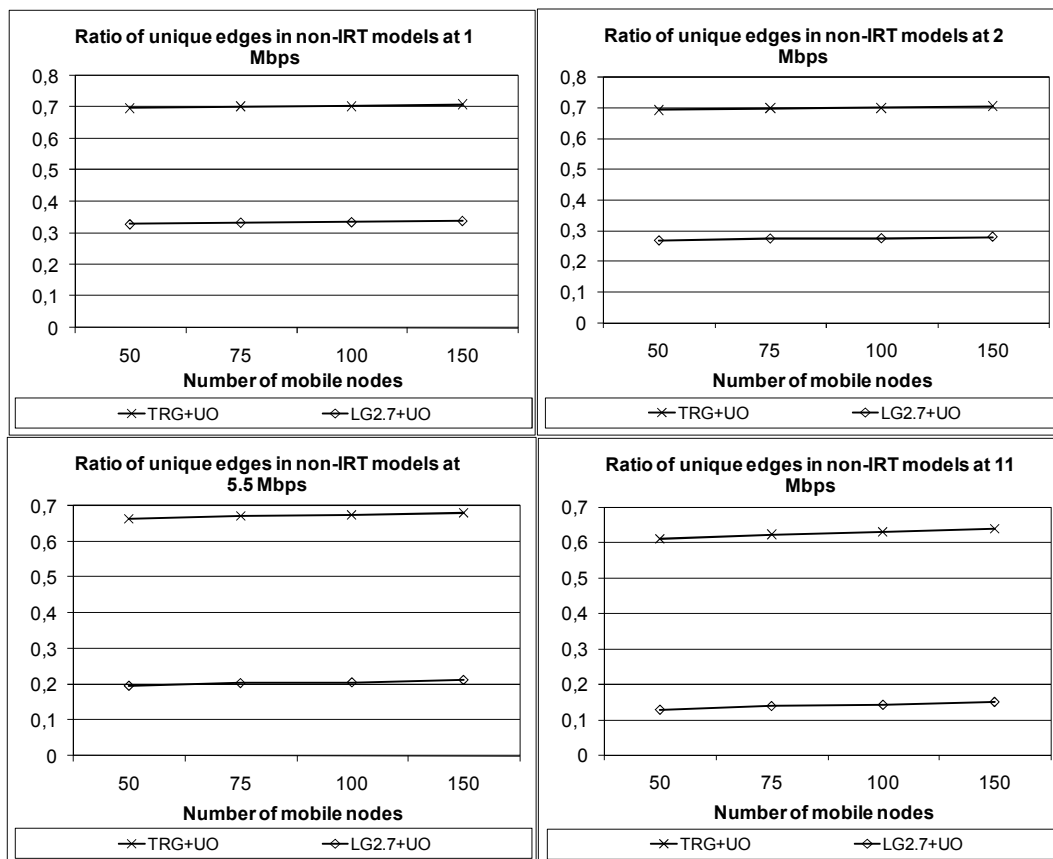 Ratio of unique edges in non-IRT models at 1
Mbps
0,8
0,7
0,6
0,5
0,4
0,3
0,2
0,1
0
50 75 100 150
Number of mobile nodes
TRG+UO LG2.7+UO
Ratio of unique edges in non-IRT models at 2
Mbps
0,8
0,7
0,6
0,5
0,4
0,3
0,2
0,1
0
50 75 100 150
Number of mobile nodes
TRG+UO LG2.7+UO
Ratio of unique edges in non-IRT models at
5.5 Mbps
0,7
0,6
0,5
0,4
0,3
0,2
0,1
0
50 75 100 150
Number of mobile nodes
TRG+UO LG2.7+UO
Ratio of unique edges in non-IRT models at 11
Mbps
0,7
0,6
0,5
0,4
0,3
0,2
0,1
0
50 75 100 150
Number of mobile nodes
TRG+UO LG2.7+UO